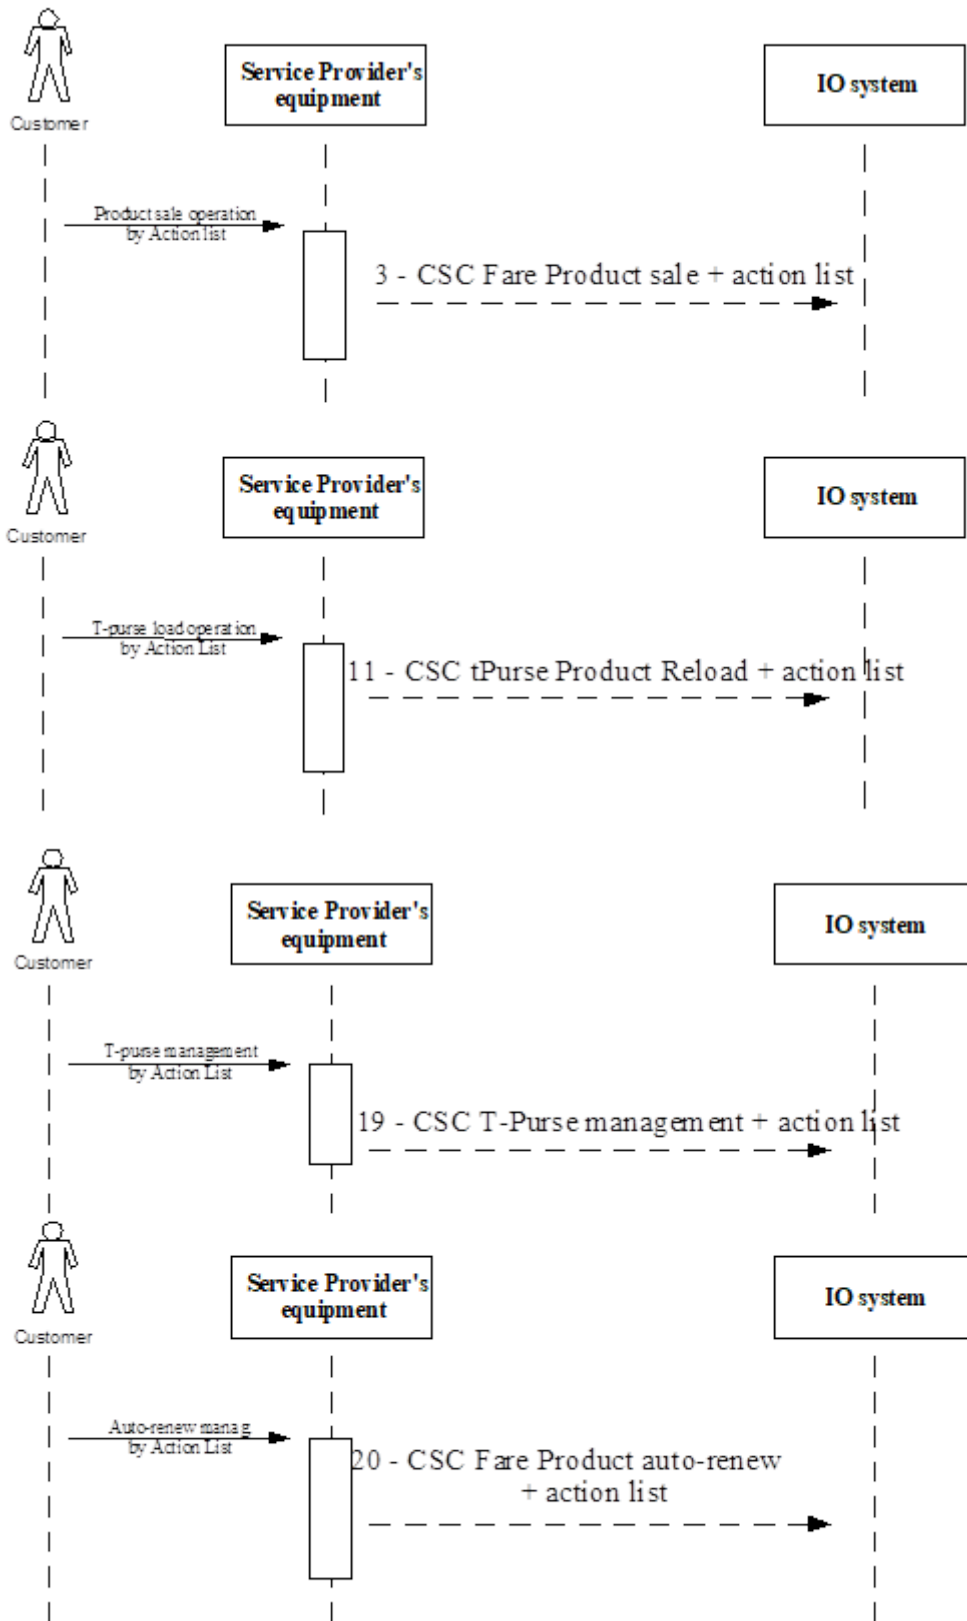 Customer
Service Provider's
equipment
IO system
Product sale operation
by Action list
3 - CSC Fare Product sale + action list
Customer
Service Provider's
equipment
IO system
T-purse load operation
by Action List
11 - CSC tPurse Product Reload + action list
Customer
Service Provider's
equipment
IO system
T-purse management
by Action List
19 - CSC T-Purse management + action list
Customer
Service Provider's
equipment
IO system
Auto-renew manag
by Action List
20 - CSC Fare Product auto-renew
+ action list